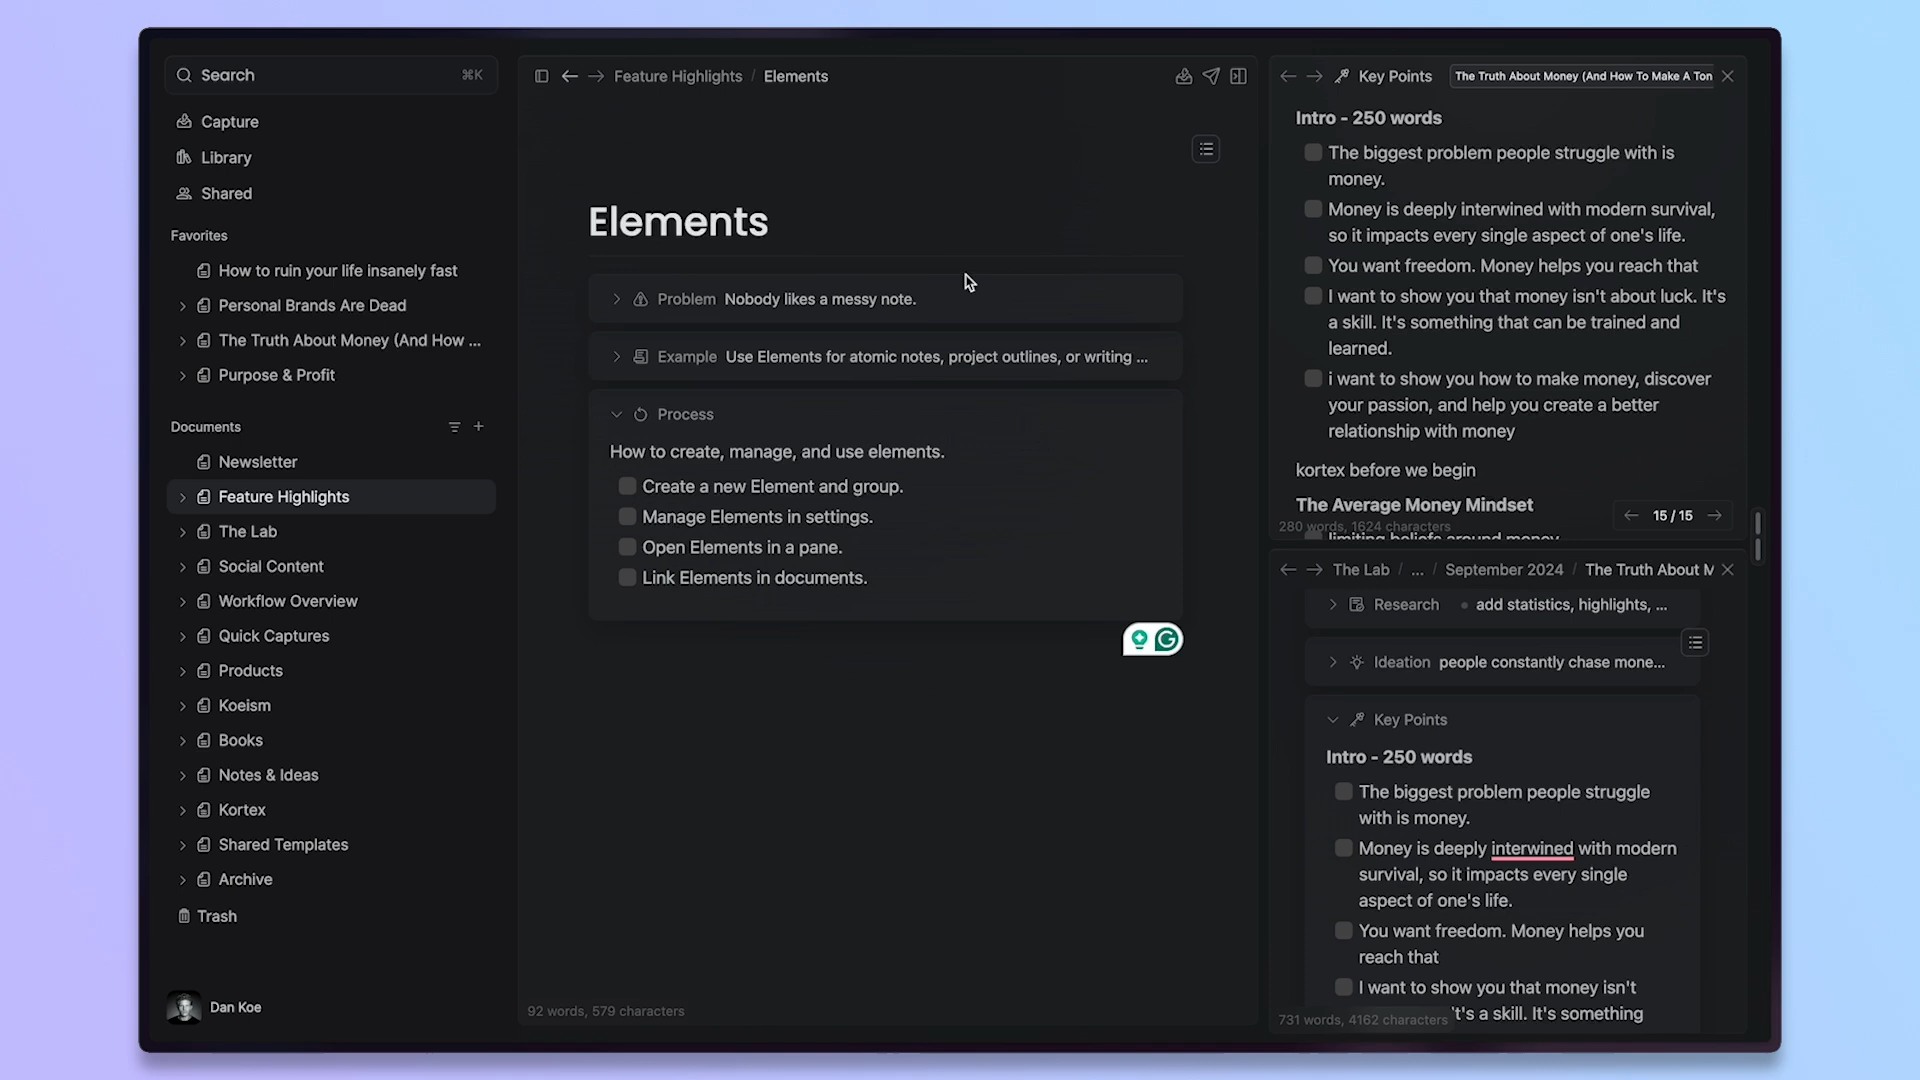 Search ⌘K
Capture
Library
Shared
Favorites
How to ruin your life insanely fast
Personal Brands Are Dead
The Truth About Money (And How ...
Purpose & Profit
Documents
Newsletter
Feature Highlights
The Lab
Social Content
Workflow Overview
Quick Captures
Products
Koeism
Books
Notes & Ideas
Kortex
Shared Templates
Archive
Trash
Dan Koe
Feature Highlights / Elements
Elements
Problem Nobody likes a messy note.
Example Use Elements for atomic notes, project outlines, or writing ...
Process
How to create, manage, and use elements.
Create a new Element and group.
Manage Elements in settings.
Open Elements in a pane.
Link Elements in documents.
92 words, 579 characters
Key Points The Truth About Money (And How To Make A Ton
Intro - 250 words
The biggest problem people struggle with is
money.
Money is deeply interwined with modern survival,
so it impacts every single aspect of one's life.
You want freedom. Money helps you reach that
I want to show you that money isn't about luck. It's
a skill. It's something that can be trained and
learned.
i want to show you how to make money, discover
your passion, and help you create a better
relationship with money
kortex before we begin
The Average Money Mindset
15 / 15
280 words, 1624 characters
limiting beliefs around money
The Lab / ... / September 2024 / The Truth About M
Research • add statistics, highlights, ...
Ideation people constantly chase mone...
Key Points
Intro - 250 words
The biggest problem people struggle
with is money.
Money is deeply interwined with modern
survival, so it impacts every single
aspect of one's life.
You want freedom. Money helps you
reach that
I want to show you that money isn't
't's a skill. It's something
731 words, 4162 characters